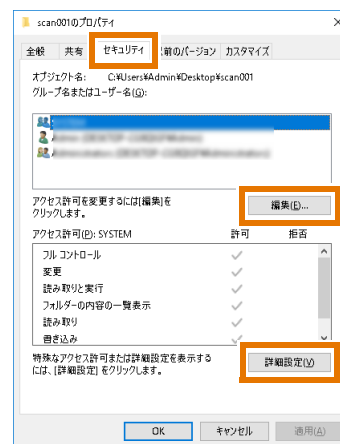 scan001のプロパティ
全般 共有 セキュリティ 前のバージョン カスタマイズ
オブジェクト名: C:¥Users¥Admin¥Desktop¥scan001
グループ名またはユーザー名(G):
アクセス許可を変更するには[編集]を
クリックします。
編集(E)...
アクセス許可(P): SYSTEM 許可 拒否
フル コントロール
変更
読み取りと実行
フォルダーの内容の一覧表示
読み取り
書き込み
特殊なアクセス許可または詳細設定を表示する
には、[詳細設定] をクリックします。
詳細設定(V)
OK キャンセル 適用(A)